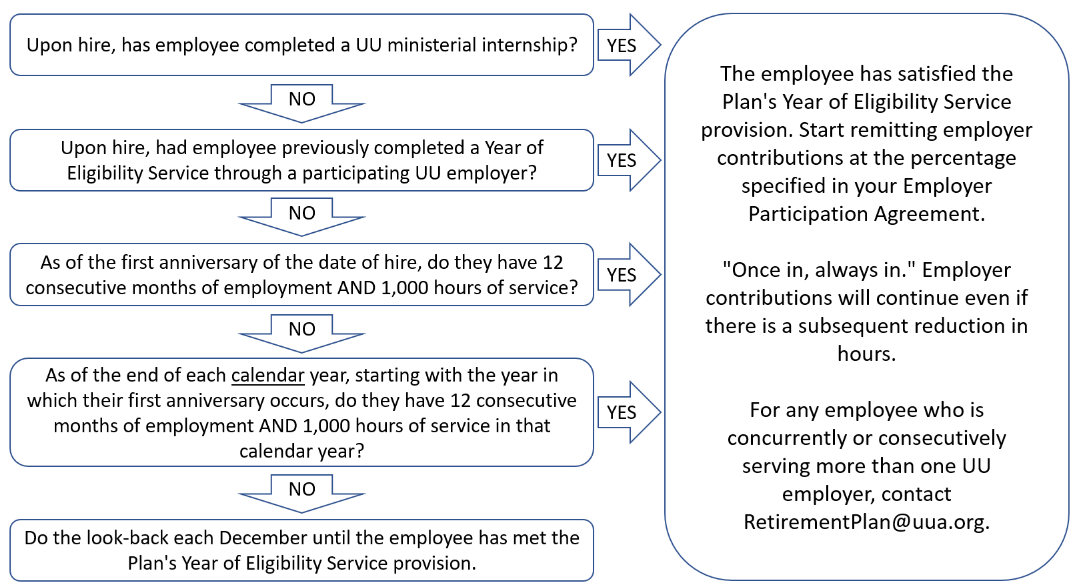 Upon hire, has employee completed a UU ministerial internship?
YES
NO
Upon hire, had employee previously completed a Year of
Eligibility Service through a participating UU employer?
YES
NO
As of the first anniversary of the date of hire, do they have 12
consecutive months of employment AND 1,000 hours of service?
YES
NO
As of the end of each calendar year, starting with the year in
which their first anniversary occurs, do they have 12 consecutive
months of employment AND 1,000 hours of service in that
calendar year?
YES
NO
Do the look-back each December until the employee has met the
Plan's Year of Eligibility Service provision.
The employee has satisfied the
Plan's Year of Eligibility Service
provision. Start remitting employer
contributions at the percentage
specified in your Employer
Participation Agreement.
"Once in, always in." Employer
contributions will continue even if
there is a subsequent reduction in
hours.
For any employee who is
concurrently or consecutively
serving more than one UU
employer, contact
RetirementPlan@uua.org.